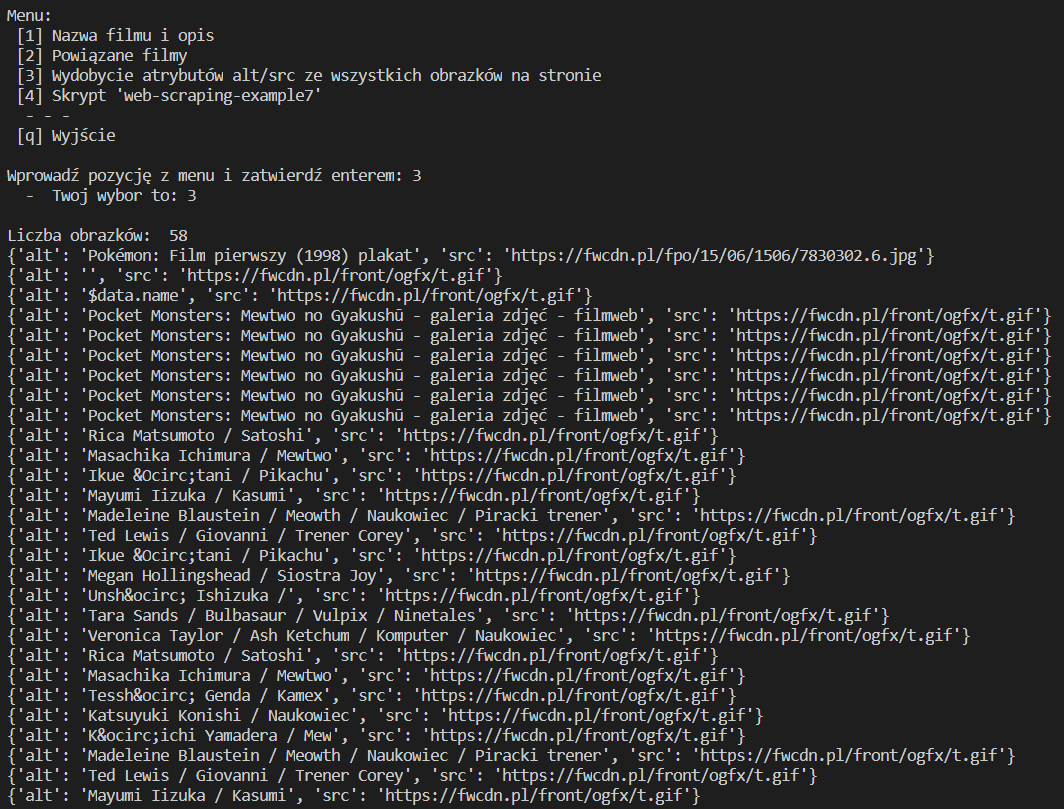 Menu:
[1] Nazwa filmu i opis
[2] Powiązane filmy
[3] Wydobycie atrybutów alt/src ze wszystkich obrazków na stronie
[4] Skrypt 'web-scraping-example7'
- - -
[q] Wyjście
Wprowadź pozycję z menu i zatwierdź enterem: 3
- Twoj wybor to: 3
Liczba obrazków: 58
{'alt': 'Pokémon: Film pierwszy (1998) plakat', 'src': 'https://fwcdn.pl/fpo/15/06/1506/7830302.6.jpg'}
{'alt': '', 'src': 'https://fwcdn.pl/front/ogfx/t.gif'}
{'alt': '$data.name', 'src': 'https://fwcdn.pl/front/ogfx/t.gif'}
{'alt': 'Pocket Monsters: Mewtwo no Gyakushū - galeria zdjęć - filmweb', 'src': 'https://fwcdn.pl/front/ogfx/t.gif'}
{'alt': 'Pocket Monsters: Mewtwo no Gyakushū - galeria zdjęć - filmweb', 'src': 'https://fwcdn.pl/front/ogfx/t.gif'}
{'alt': 'Pocket Monsters: Mewtwo no Gyakushū - galeria zdjęć - filmweb', 'src': 'https://fwcdn.pl/front/ogfx/t.gif'}
{'alt': 'Pocket Monsters: Mewtwo no Gyakushū - galeria zdjęć - filmweb', 'src': 'https://fwcdn.pl/front/ogfx/t.gif'}
{'alt': 'Pocket Monsters: Mewtwo no Gyakushū - galeria zdjęć - filmweb', 'src': 'https://fwcdn.pl/front/ogfx/t.gif'}
{'alt': 'Pocket Monsters: Mewtwo no Gyakushū - galeria zdjęć - filmweb', 'src': 'https://fwcdn.pl/front/ogfx/t.gif'}
{'alt': 'Rica Matsumoto / Satoshi', 'src': 'https://fwcdn.pl/front/ogfx/t.gif'}
{'alt': 'Masachika Ichimura / Mewtwo', 'src': 'https://fwcdn.pl/front/ogfx/t.gif'}
{'alt': 'Ikue &Ocirc;tani / Pikachu', 'src': 'https://fwcdn.pl/front/ogfx/t.gif'}
{'alt': 'Mayumi Iizuka / Kasumi', 'src': 'https://fwcdn.pl/front/ogfx/t.gif'}
{'alt': 'Madeleine Blaustein / Meowth / Naukowiec / Piracki trener', 'src': 'https://fwcdn.pl/front/ogfx/t.gif'}
{'alt': 'Ted Lewis / Giovanni / Trener Corey', 'src': 'https://fwcdn.pl/front/ogfx/t.gif'}
{'alt': 'Ikue &Ocirc;tani / Pikachu', 'src': 'https://fwcdn.pl/front/ogfx/t.gif'}
{'alt': 'Megan Hollingshead / Siostra Joy', 'src': 'https://fwcdn.pl/front/ogfx/t.gif'}
{'alt': 'Unsh&ocirc; Ishizuka /', 'src': 'https://fwcdn.pl/front/ogfx/t.gif'}
{'alt': 'Tara Sands / Bulbasaur / Vulpix / Ninetales', 'src': 'https://fwcdn.pl/front/ogfx/t.gif'}
{'alt': 'Veronica Taylor / Ash Ketchum / Komputer / Naukowiec', 'src': 'https://fwcdn.pl/front/ogfx/t.gif'}
{'alt': 'Rica Matsumoto / Satoshi', 'src': 'https://fwcdn.pl/front/ogfx/t.gif'}
{'alt': 'Masachika Ichimura / Mewtwo', 'src': 'https://fwcdn.pl/front/ogfx/t.gif'}
{'alt': 'Tessh&ocirc; Genda / Kamex', 'src': 'https://fwcdn.pl/front/ogfx/t.gif'}
{'alt': 'Katsuyuki Konishi / Naukowiec', 'src': 'https://fwcdn.pl/front/ogfx/t.gif'}
{'alt': 'K&ocirc;ichi Yamadera / Mew', 'src': 'https://fwcdn.pl/front/ogfx/t.gif'}
{'alt': 'Madeleine Blaustein / Meowth / Naukowiec / Piracki trener', 'src': 'https://fwcdn.pl/front/ogfx/t.gif'}
{'alt': 'Ted Lewis / Giovanni / Trener Corey', 'src': 'https://fwcdn.pl/front/ogfx/t.gif'}
{'alt': 'Mayumi Iizuka / Kasumi', 'src': 'https://fwcdn.pl/front/ogfx/t.gif'}